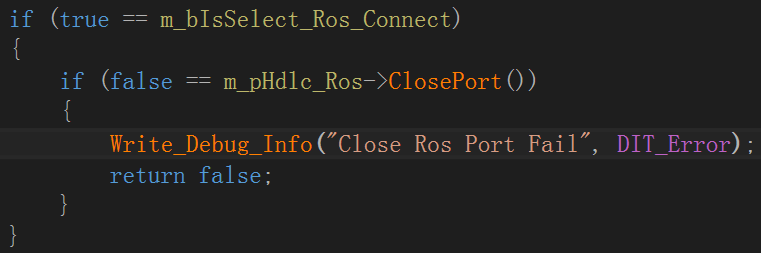 if (true == m_bIsSelect_Ros_Connect)
{
    if (false == m_pHdlc_Ros->ClosePort())
    {
        Write_Debug_Info("Close Ros Port Fail", DIT_Error);
        return false;
    }
}